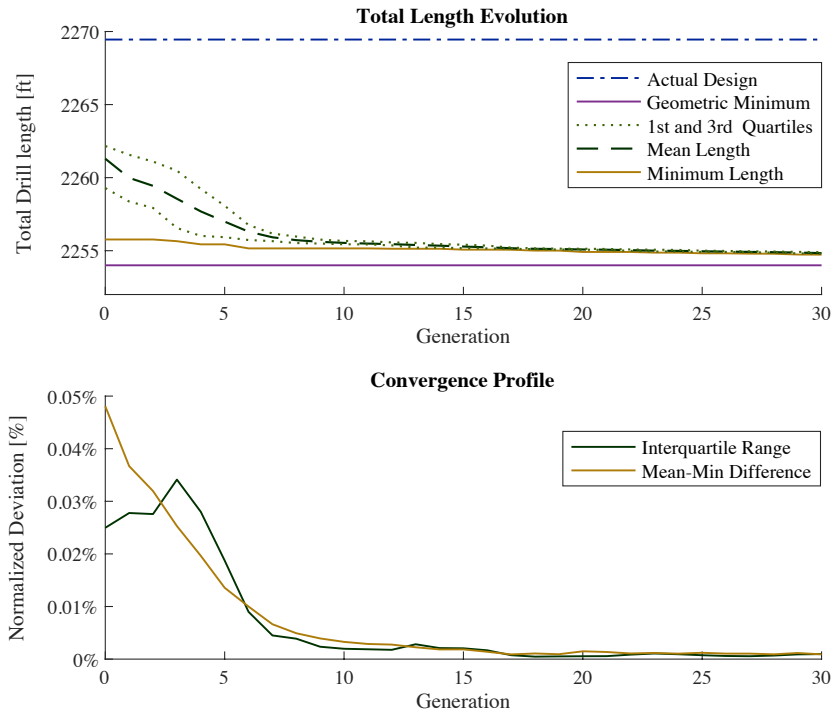 Total Length Evolution
Total Drill length [ft]
2270
2265
2260
2255
Actual Design
Geometric Minimum
1st and 3rd Quartiles
Mean Length
Minimum Length
0 5 10 15 20 25 30
Generation
Convergence Profile
Normalized Deviation [%]
0.05%
0.04%
0.03%
0.02%
0.01%
0%
Interquartile Range
Mean-Min Difference
0 5 10 15 20 25 30
Generation